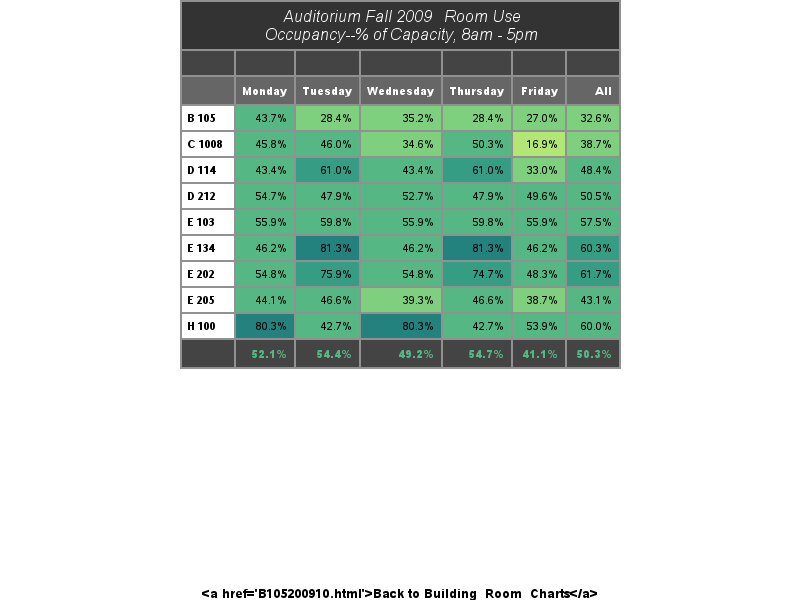 Auditorium Fall 2009 Room Use
Occupancy--% of Capacity, 8am - 5pm
Monday Tuesday Wednesday Thursday Friday All
B 105 43.7% 28.4% 35.2% 28.4% 27.0% 32.6%
C 1008 45.8% 46.0% 34.6% 50.3% 16.9% 38.7%
D 114 43.4% 61.0% 43.4% 61.0% 33.0% 48.4%
D 212 54.7% 47.9% 52.7% 47.9% 49.6% 50.5%
E 103 55.9% 59.8% 55.9% 59.8% 55.9% 57.5%
E 134 46.2% 81.3% 46.2% 81.3% 46.2% 60.3%
E 202 54.8% 75.9% 54.8% 74.7% 48.3% 61.7%
E 205 44.1% 46.6% 39.3% 46.6% 38.7% 43.1%
H 100 80.3% 42.7% 80.3% 42.7% 53.9% 60.0%
52.1% 54.4% 49.2% 54.7% 41.1% 50.3%
<a href='B105200910.html'>Back to Building Room Charts</a>